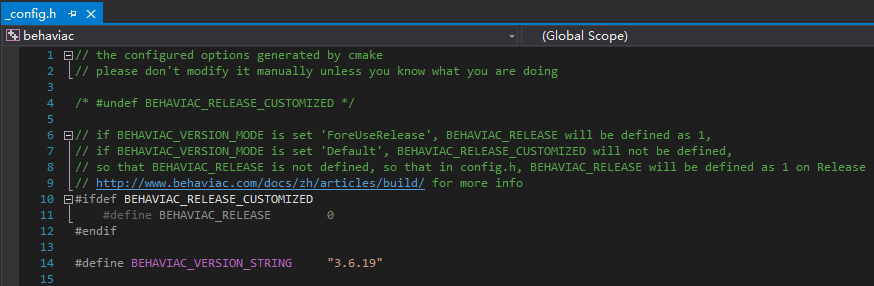 _config.h
behaviac (Global Scope)
1 // the configured options generated by cmake
2 // please don't modify it manually unless you know what you are doing
3
4 /* #undef BEHAVIAC_RELEASE_CUSTOMIZED */
5
6 // if BEHAVIAC_VERSION_MODE is set 'ForeUseRelease', BEHAVIAC_RELEASE will be defined as 1,
7 // if BEHAVIAC_VERSION_MODE is set 'Default', BEHAVIAC_RELEASE_CUSTOMIZED will not be defined,
8 // so that BEHAVIAC_RELEASE is not defined, so that in config.h, BEHAVIAC_RELEASE will be defined as 1 on Release
9 // http://www.behaviac.com/docs/zh/articles/build/ for more info
10 #ifdef BEHAVIAC_RELEASE_CUSTOMIZED
11 #define BEHAVIAC_RELEASE 0
12 #endif
13
14 #define BEHAVIAC_VERSION_STRING "3.6.19"
15